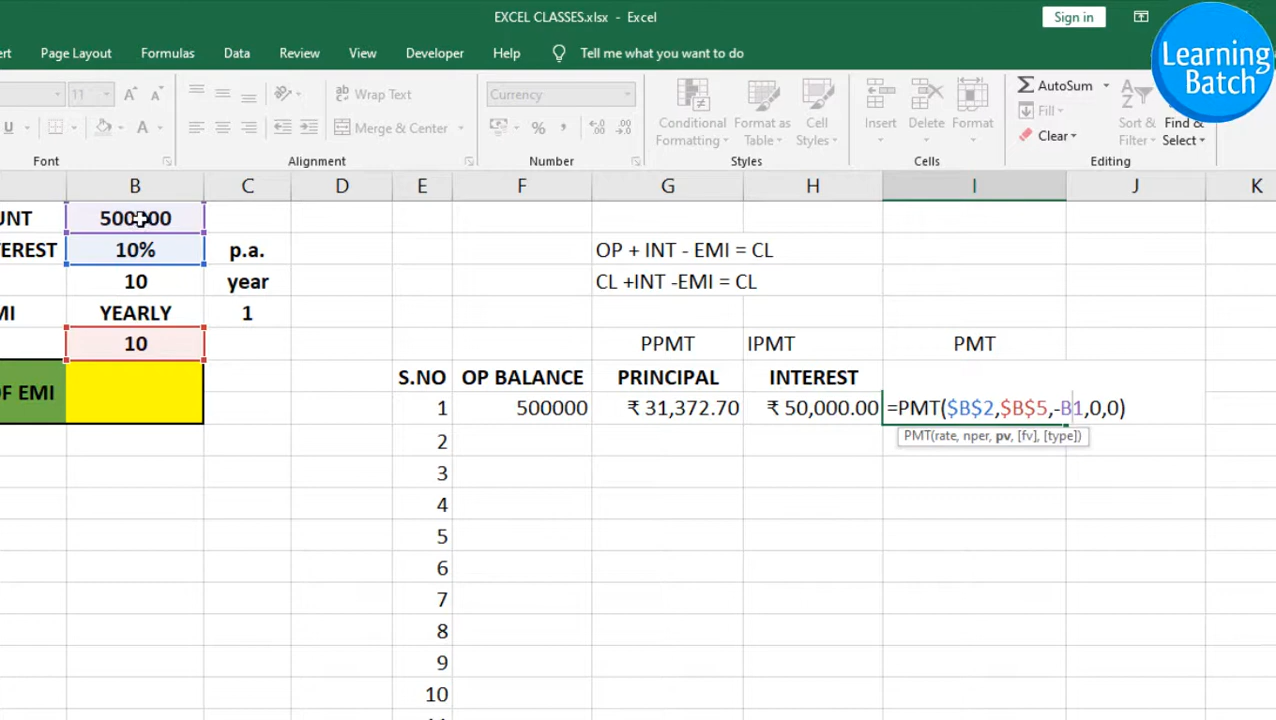 EXCEL CLASSES.xlsx - Excel
Sign in
Learning
Batch
ert Page Layout Formulas Data Review View Developer Help Tell me what you want to do
11 A A Wrap Text Currency Conditional Formatting Format as Table Cell Styles Insert Delete Format AutoSum Fill Clear Sort & Filter Find & Select
U A Merge & Center % ,
Font Alignment Number Styles Cells Editing
B C D E F G H I J K
UNT 500000
EREST 10% p.a. OP + INT - EMI = CL
10 year CL +INT -EMI = CL
MI YEARLY 1
10 PPMT IPMT PMT
S.NO OP BALANCE PRINCIPAL INTEREST
OF EMI
1 500000 ₹ 31,372.70 ₹ 50,000.00 =PMT($B$2,$B$5,-B1,0,0)
PMT(rate, nper, pv, [fv], [type])
2
3
4
5
6
7
8
9
10